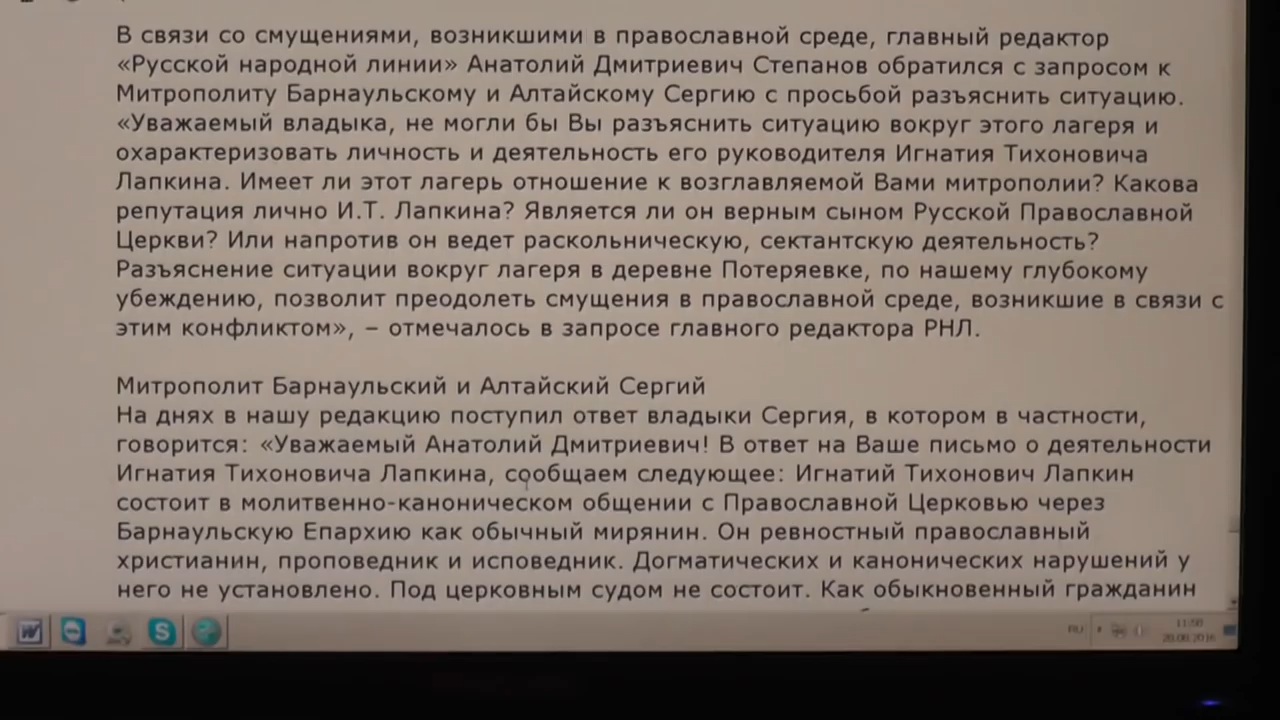 В связи со смущениями, возникшими в православной среде, главный редактор
«Русской народной линии» Анатолий Дмитриевич Степанов обратился с запросом к
Митрополиту Барнаульскому и Алтайскому Сергию с просьбой разъяснить ситуацию.
«Уважаемый владыка, не могли бы Вы разъяснить ситуацию вокруг этого лагеря и
охарактеризовать личность и деятельность его руководителя Игнатия Тихоновича
Лапкина. Имеет ли этот лагерь отношение к возглавляемой Вами митрополии? Какова
репутация лично И.Т. Лапкина? Является ли он верным сыном Русской Православной
Церкви? Или напротив он ведет раскольническую, сектантскую деятельность?
Разъяснение ситуации вокруг лагеря в деревне Потеряевке, по нашему глубокому
убеждению, позволит преодолеть смущения в православной среде, возникшие в связи с
этим конфликтом», – отмечалось в запросе главного редактора РНЛ.
Митрополит Барнаульский и Алтайский Сергий
На днях в нашу редакцию поступил ответ владыки Сергия, в котором в частности,
говорится: «Уважаемый Анатолий Дмитриевич! В ответ на Ваше письмо о деятельности
Игнатия Тихоновича Лапкина, сообщаем следующее: Игнатий Тихонович Лапкин
состоит в молитвенно-каноническом общении с Православной Церковью через
Барнаульскую Епархию как обычный мирянин. Он ревностный православный
христианин, проповедник и исповедник. Догматических и канонических нарушений у
него не установлено. Под церковным судом не состоит. Как обыкновенный гражданин
RU